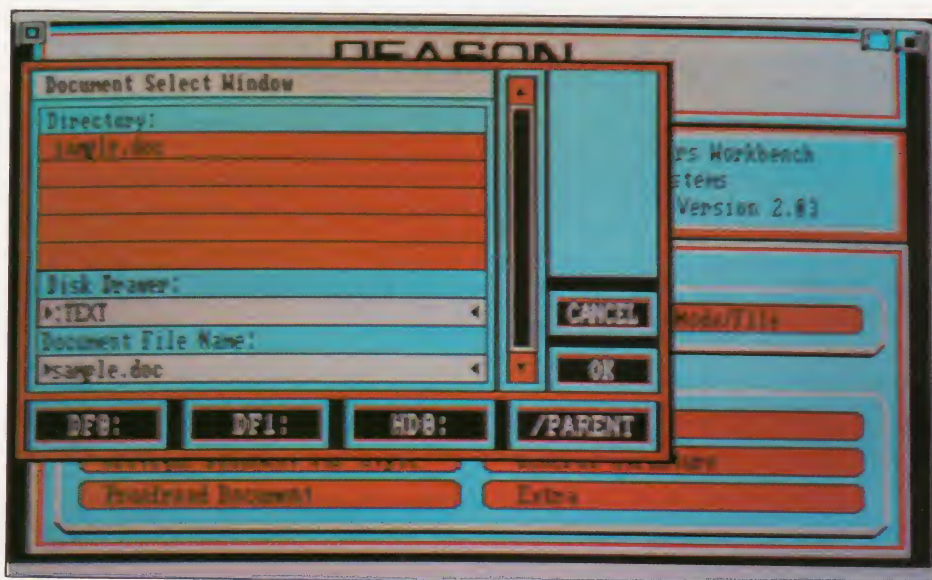 REASON
Document Select Window
Directory:
sample.doc
rs Workbench
stems
Version 2.03
Disk Drawer:
:TEXT
CANCEL
Mode/File
Document File Name:
sample.doc
OK
DF0:
DF1:
HD0:
/PARENT
Proofread Document
Extra